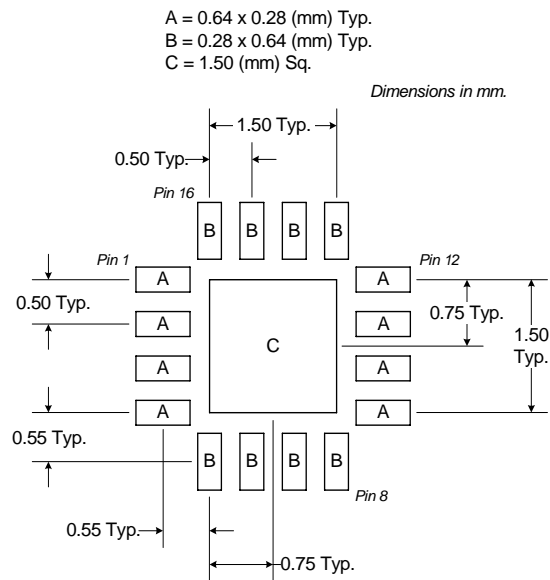 A = 0.64 x 0.28 (mm) Typ.
B = 0.28 x 0.64 (mm) Typ.
C = 1.50 (mm) Sq.
Dimensions in mm.
1.50 Typ.
0.50 Typ.
Pin 16
B B B B
Pin 1
Pin 12
A A
0.50 Typ.
A A
0.75 Typ.
1.50
Typ.
C
A A
A A
0.55 Typ.
B B B B
Pin 8
0.55 Typ.
0.75 Typ.